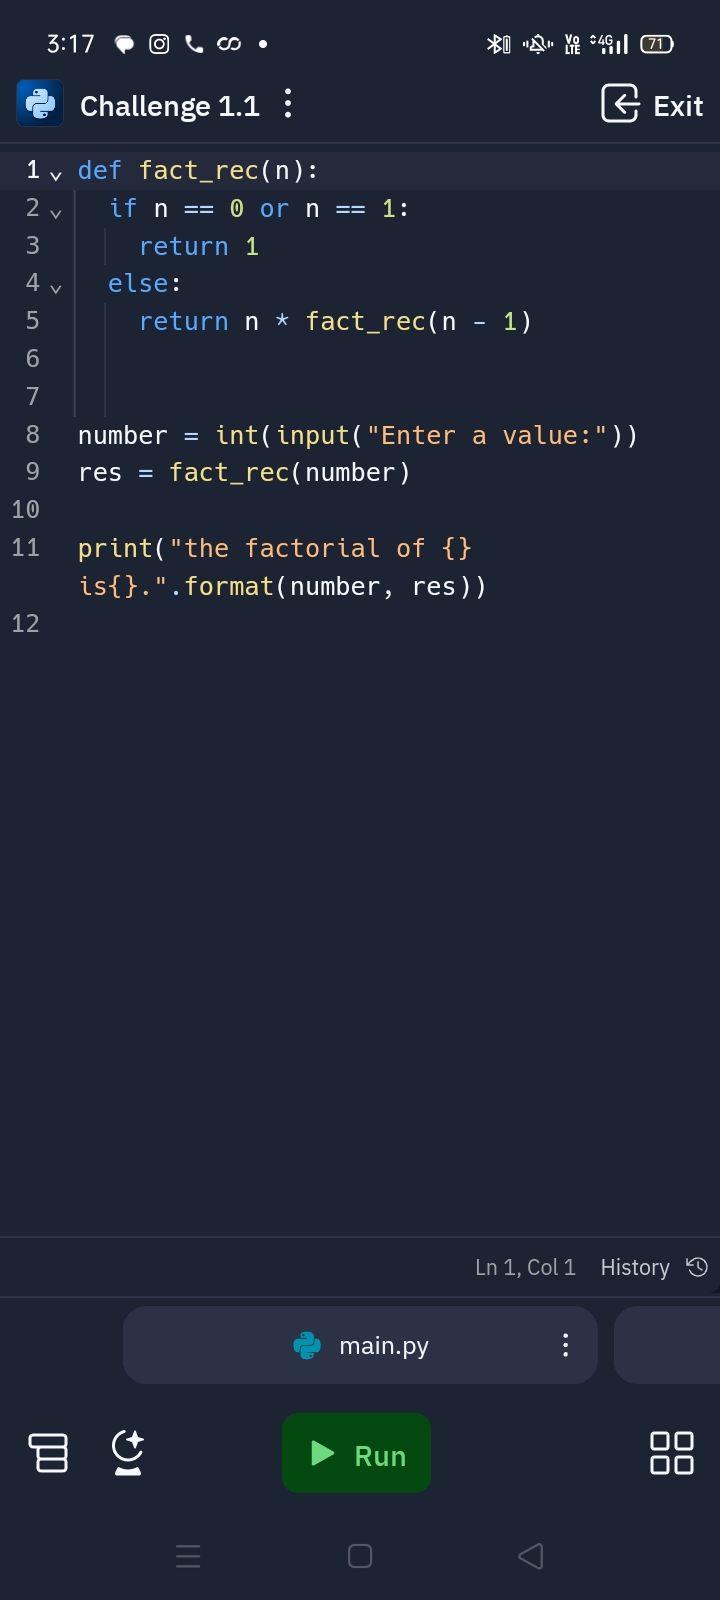 3:17 VoLTE 4G 71
Challenge 1.1 Exit
1 def fact_rec(n):
2 if n == 0 or n == 1:
3 return 1
4 else:
5 return n * fact_rec(n - 1)
6
7
8 number = int(input("Enter a value:"))
9 res = fact_rec(number)
10
11 print("the factorial of {}
is{}.".format(number, res))
12
Ln 1, Col 1 History
main.py
Run